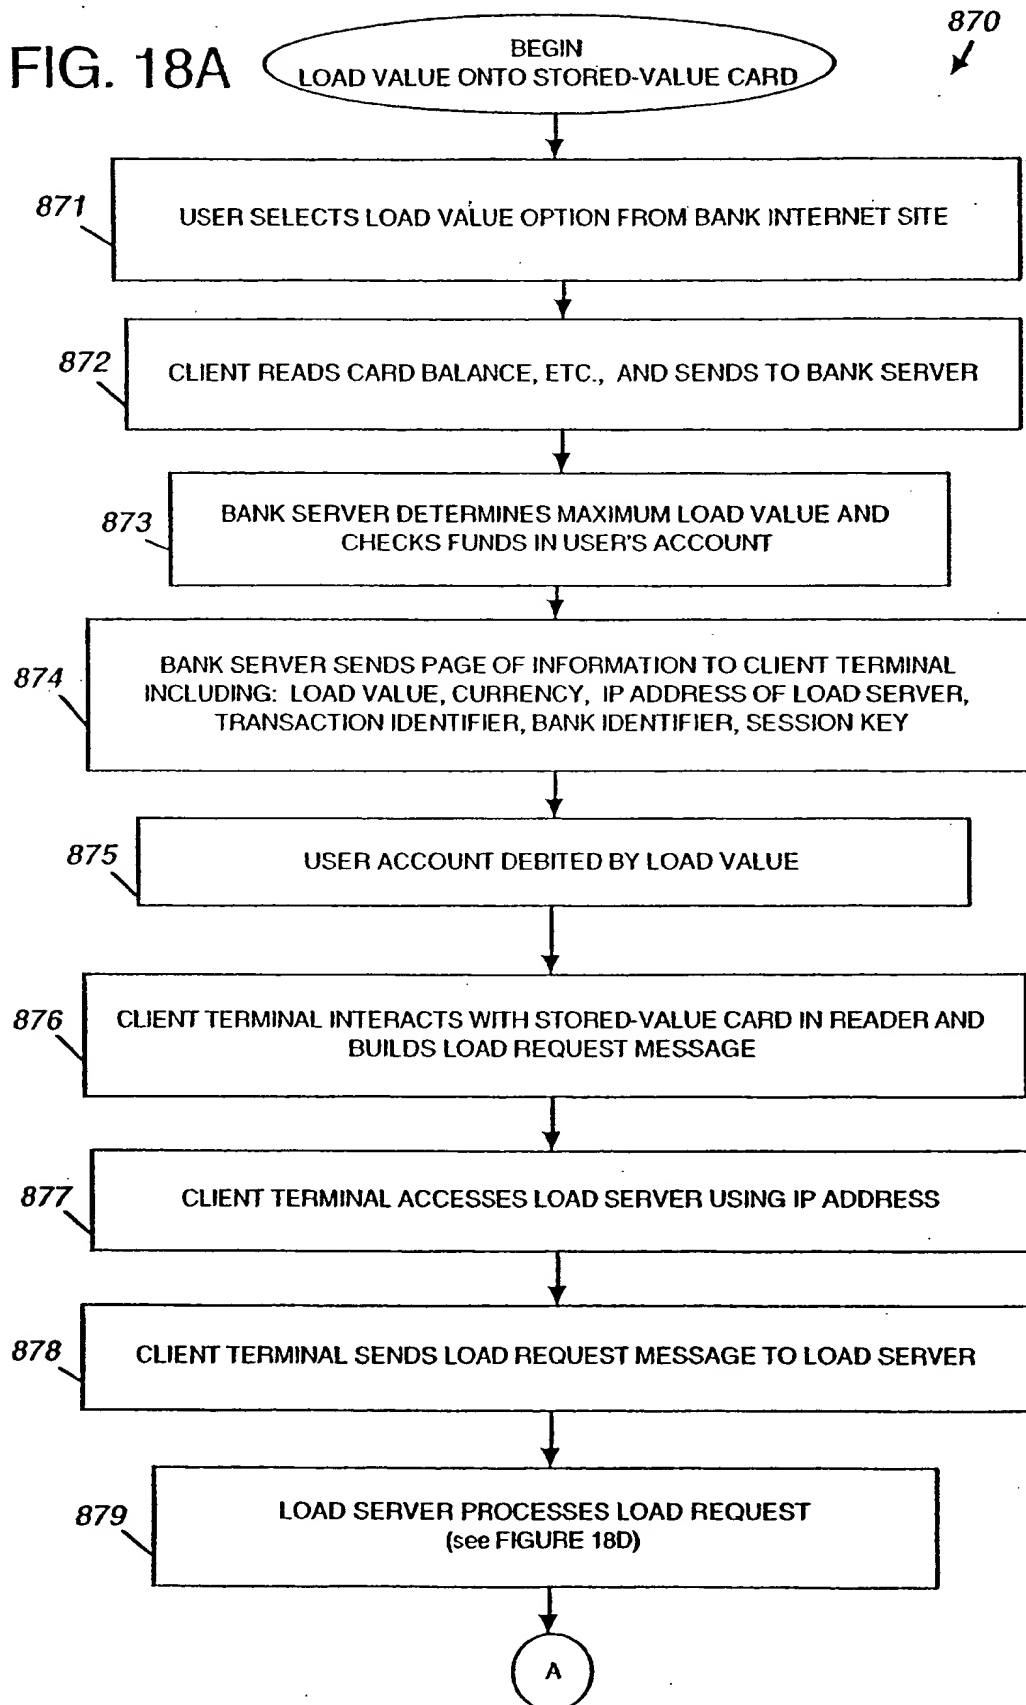 FIG. 18A
870
BEGIN
LOAD VALUE ONTO STORED-VALUE CARD
871
USER SELECTS LOAD VALUE OPTION FROM BANK INTERNET SITE
872
CLIENT READS CARD BALANCE, ETC., AND SENDS TO BANK SERVER
873
BANK SERVER DETERMINES MAXIMUM LOAD VALUE AND
CHECKS FUNDS IN USER'S ACCOUNT
874
BANK SERVER SENDS PAGE OF INFORMATION TO CLIENT TERMINAL
INCLUDING: LOAD VALUE, CURRENCY, IP ADDRESS OF LOAD SERVER,
TRANSACTION IDENTIFIER, BANK IDENTIFIER, SESSION KEY
875
USER ACCOUNT DEBITED BY LOAD VALUE
876
CLIENT TERMINAL INTERACTS WITH STORED-VALUE CARD IN READER AND
BUILDS LOAD REQUEST MESSAGE
877
CLIENT TERMINAL ACCESSES LOAD SERVER USING IP ADDRESS
878
CLIENT TERMINAL SENDS LOAD REQUEST MESSAGE TO LOAD SERVER
879
LOAD SERVER PROCESSES LOAD REQUEST
(see FIGURE 18D)
A